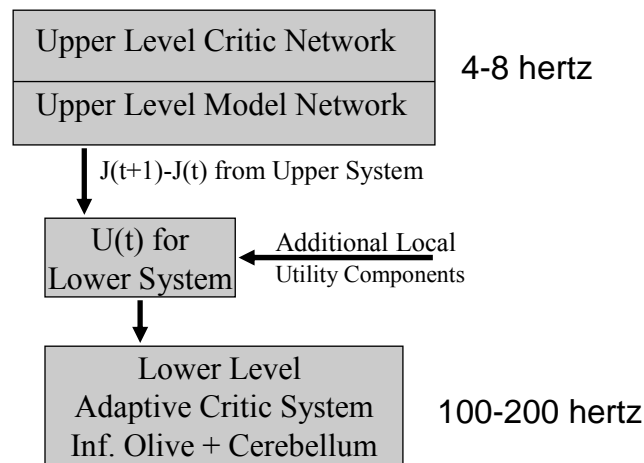 Upper Level Critic Network
4-8 hertz
Upper Level Model Network
J(t+1)-J(t) from Upper System
U(t) for
Lower System
Additional Local
Utility Components
Lower Level
Adaptive Critic System
Inf. Olive + Cerebellum
100-200 hertz